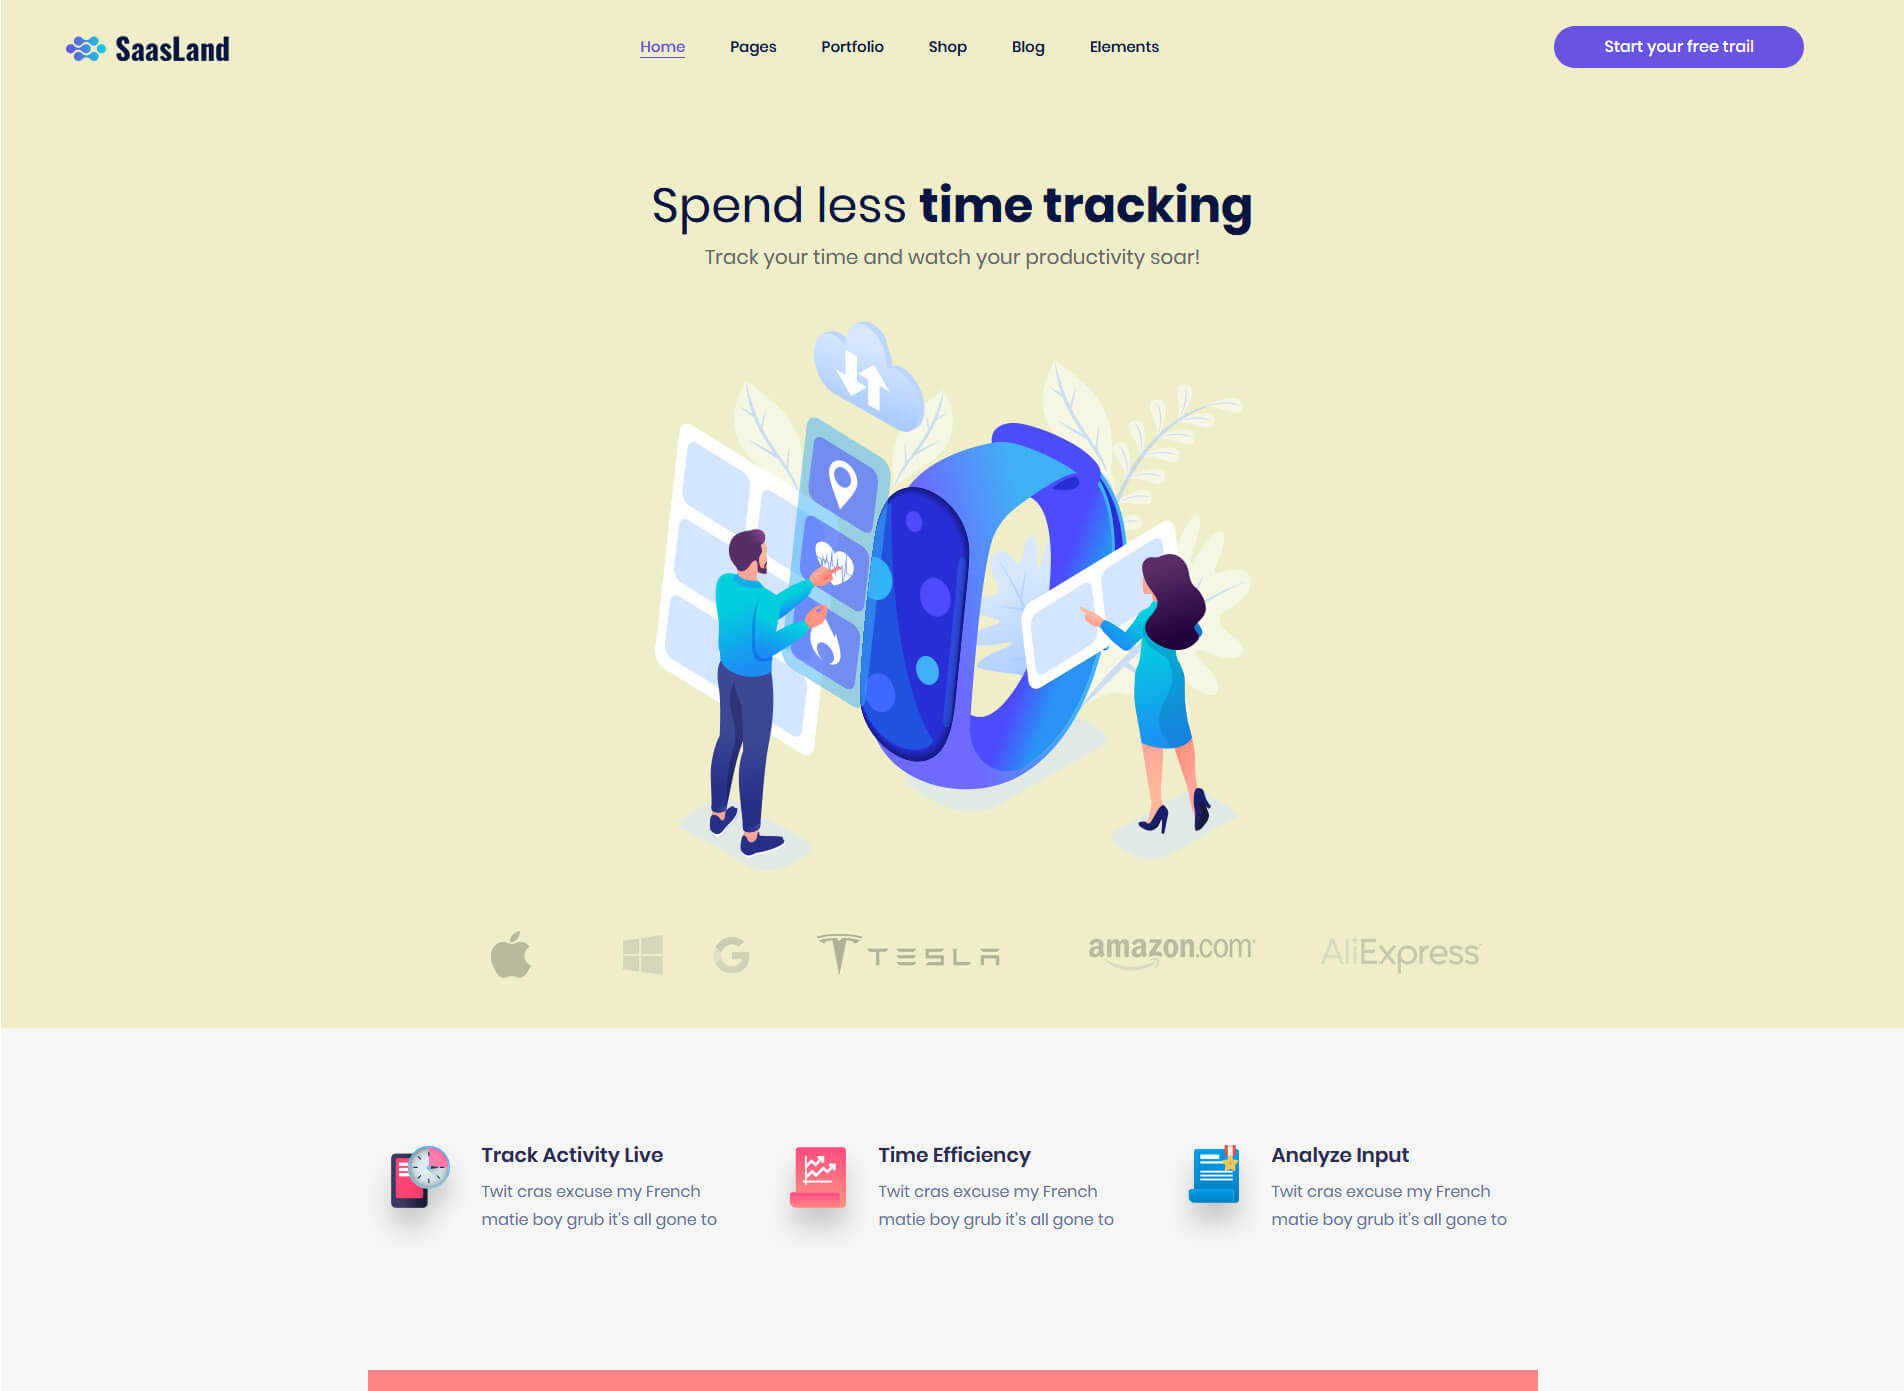 SaasLand
Home Pages Portfolio Shop Blog Elements
Start your free trail
Spend less time tracking
Track your time and watch your productivity soar!
TESLA
amazon.com
AliExpress
Track Activity Live
Twit cras excuse my French
matie boy grub it's all gone to
Time Efficiency
Twit cras excuse my French
matie boy grub it's all gone to
Analyze Input
Twit cras excuse my French
matie boy grub it's all gone to